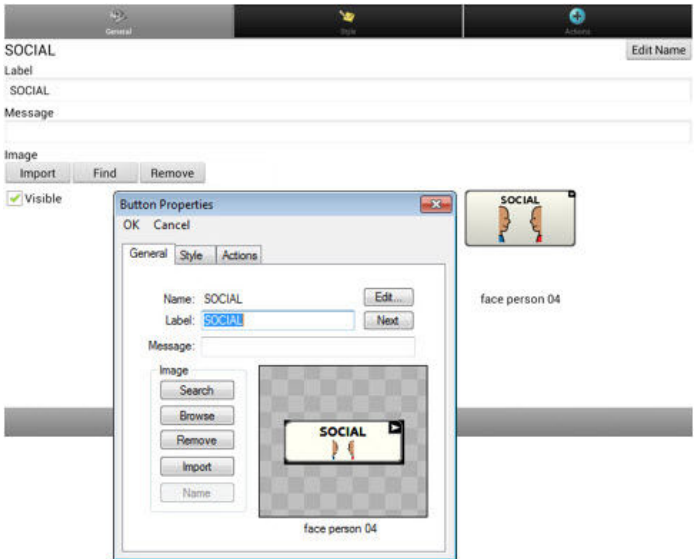 General Style Actions
SOCIAL Edit Name
Label
SOCIAL
Message
Image
Import Find Remove
Visible
SOCIAL
face person 04
Button Properties
OK Cancel
General Style Actions
Name: SOCIAL Edit...
Label: SOCIAL Next
Message:
Image
Search
Browse
Remove
Import
Name
SOCIAL
face person 04